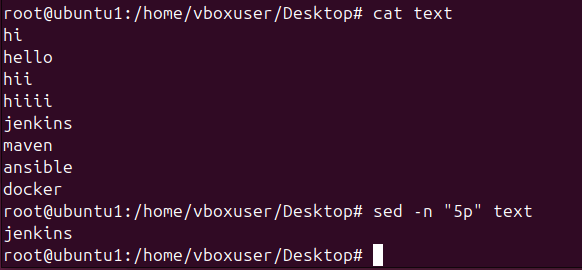 root@ubuntu1:/home/vboxuser/Desktop# cat text
hi
hello
hii
hiiii
jenkins
maven
ansible
docker
root@ubuntu1:/home/vboxuser/Desktop# sed -n "5p" text
jenkins
root@ubuntu1:/home/vboxuser/Desktop#